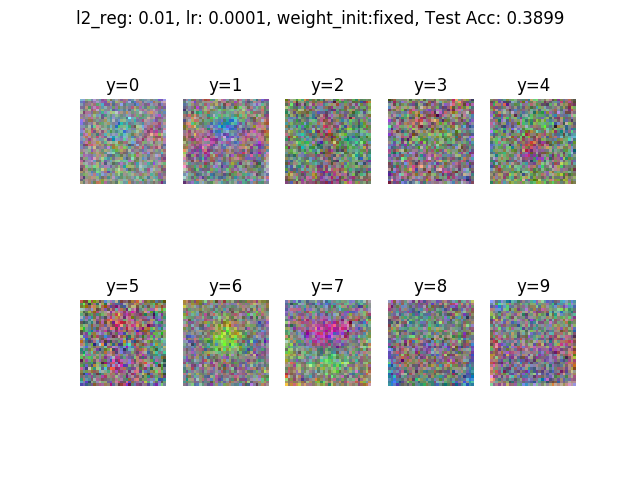 l2_reg: 0.01, lr: 0.0001, weight_init:fixed, Test Acc: 0.3899
y=0 y=1 y=2 y=3 y=4
y=5 y=6 y=7 y=8 y=9